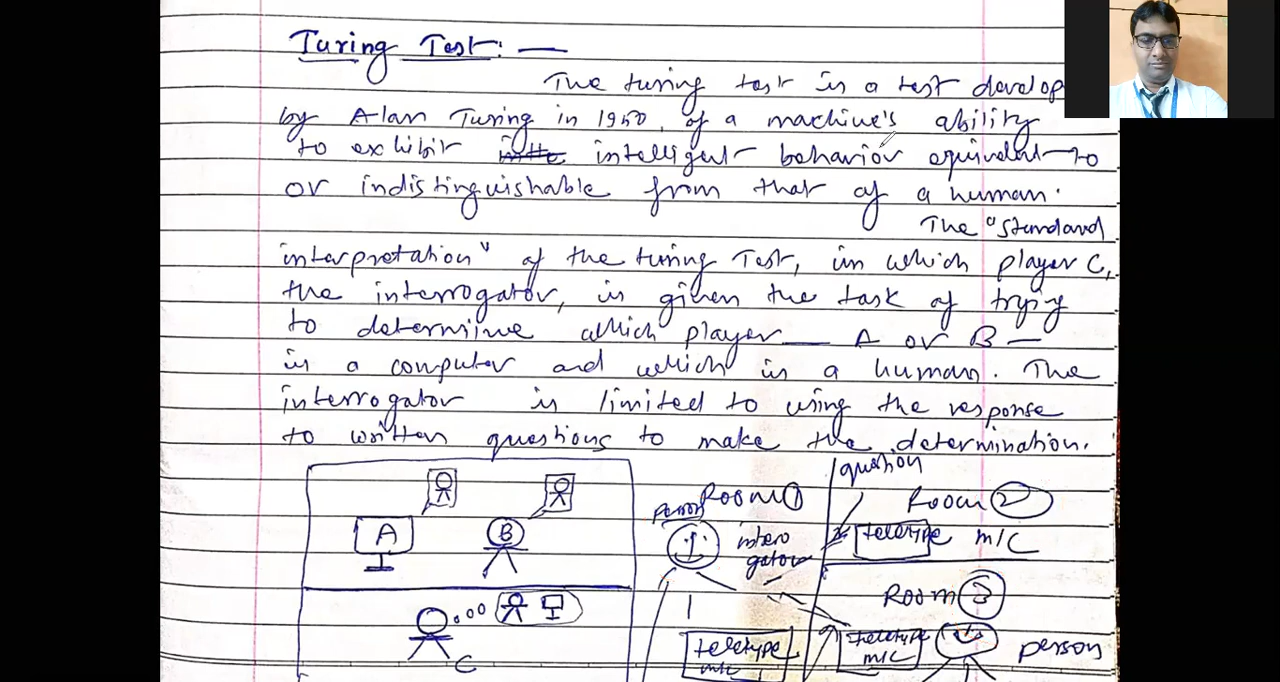 Turing Test: —
The turing test is a test develop
by Alan Turing in 1950, of a machine's ability
to exhibit intelligent behavior equivalent to
or indistinguishable from that of a human.
The "standard
interpretation" of the turing Test, in which player C,
the interrogator, is given the task of trying
to determine which player — A or B —
is a computer and which is a human. The
interrogator is limited to using the response
to written questions to make the determination.
A
B
C
Room 1
person
interogator
teletype
m/c
question
Room 2
teletype m/c
Room 3
teletype
m/c
person